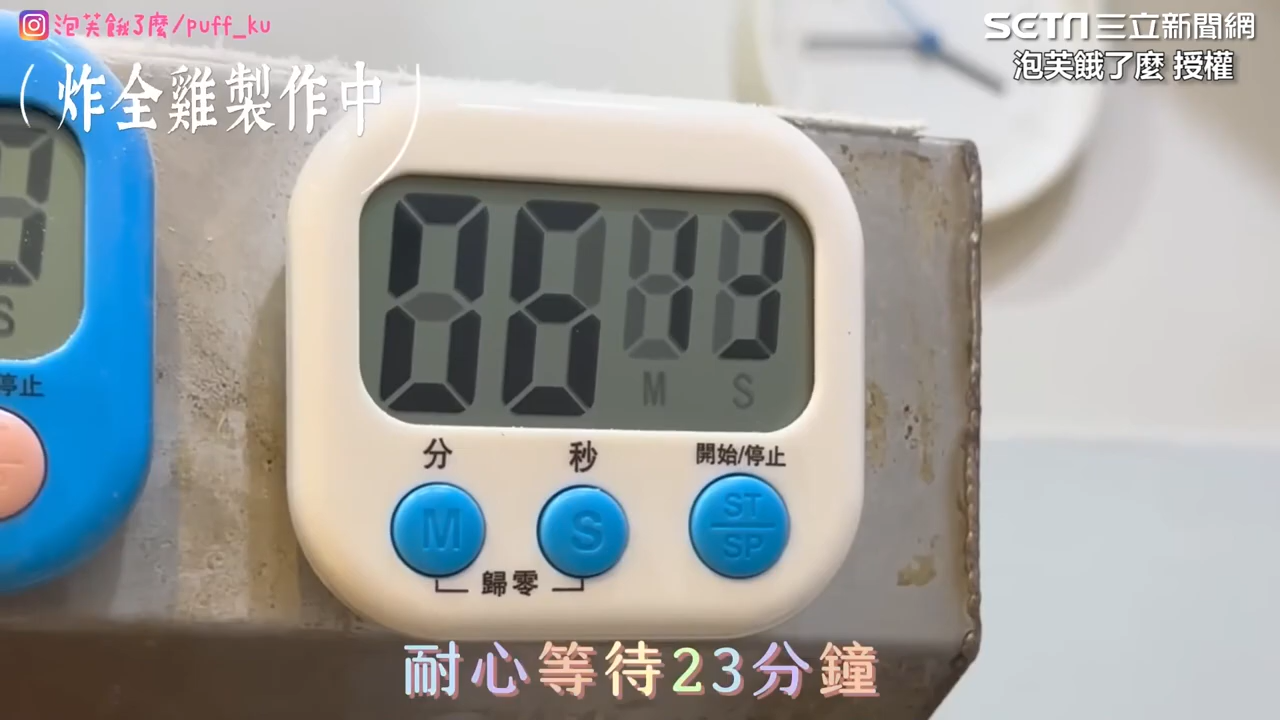 泡芙餓了麼/puff_ku
SETN三立新聞網
泡芙餓了麼 授權
（炸全雞製作中）
06 13
M S
S
停止
分 秒 開始/停止
M S ST/SP
歸零
耐心等待23分鐘